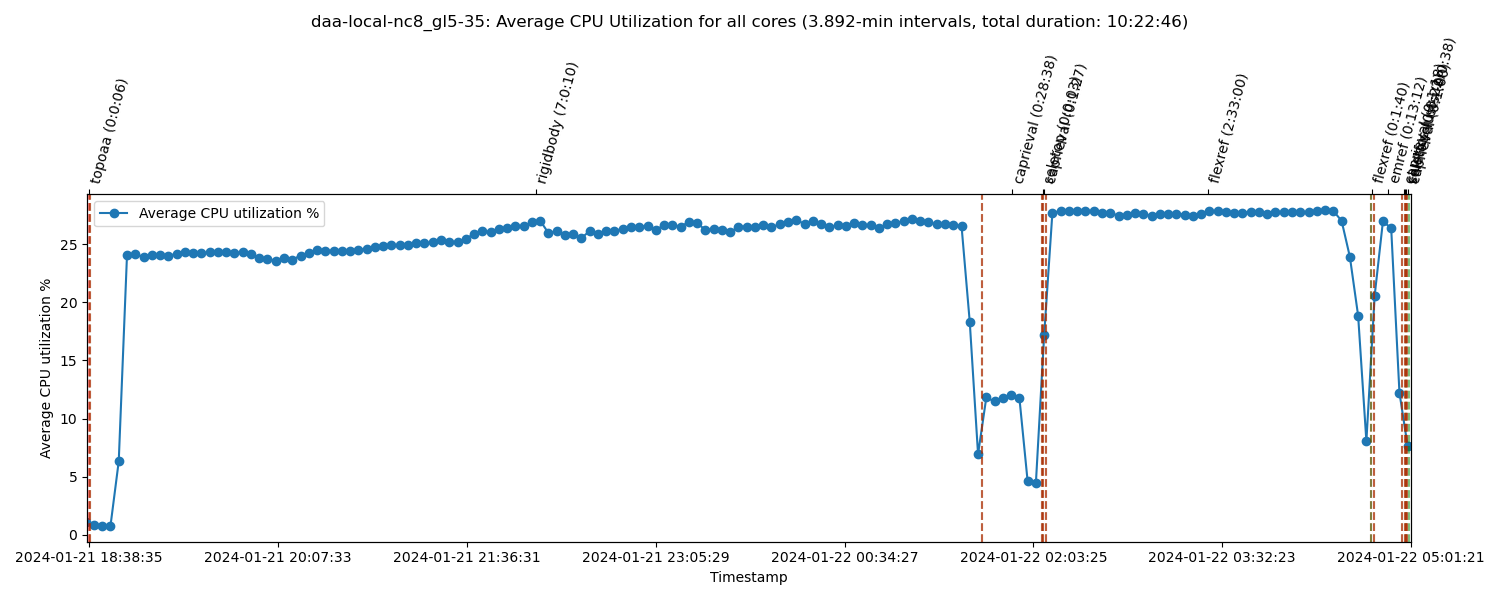 daa-local-nc8_gl5-35: Average CPU Utilization for all cores (3.892-min intervals, total duration: 10:22:46)
topoaa (0:0:06)
rigidbody (7:0:10)
caprieval (0:28:38)
caprieval (0:1:27)
flexref (2:33:00)
flexref (0:1:40)
emref (0:13:12)
Average CPU utilization %
Average CPU utilization %
25
20
15
10
5
0
2024-01-21 18:38:35
2024-01-21 20:07:33
2024-01-21 21:36:31
2024-01-21 23:05:29
2024-01-22 00:34:27
2024-01-22 02:03:25
2024-01-22 03:32:23
2024-01-22 05:01:21
Timestamp